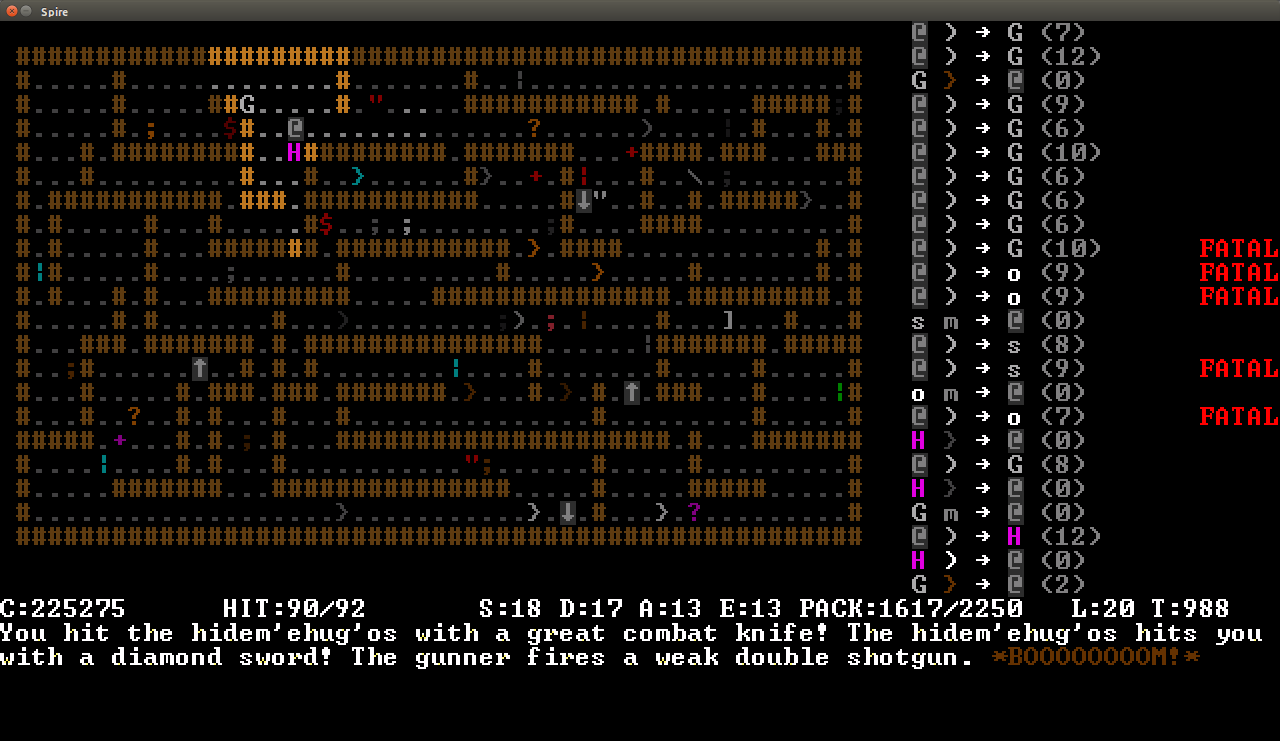 Spire
@ ) → G (7)
@ ) → G (12)
G } → @ (0)
@ ) → G (9)
@ ) → G (6)
@ ) → G (10)
@ ) → G (6)
@ ) → G (6)
@ ) → G (6)
@ ) → G (10) FATAL
@ ) → o (9) FATAL
@ ) → o (9) FATAL
s m → @ (0)
@ ) → s (8)
@ ) → s (9) FATAL
o m → @ (0)
@ ) → o (7) FATAL
H } → @ (0)
@ ) → G (8)
H } → @ (0)
G m → @ (0)
@ ) → H (12)
H ) → @ (0)
G } → @ (2)
C:225275 HIT:90/92 S:18 D:17 A:13 E:13 PACK:1617/2250 L:20 T:988
You hit the hidem'ehug'os with a great combat knife! The hidem'ehug'os hits you
with a diamond sword! The gunner fires a weak double shotgun. *BOOOOOOOOM!*